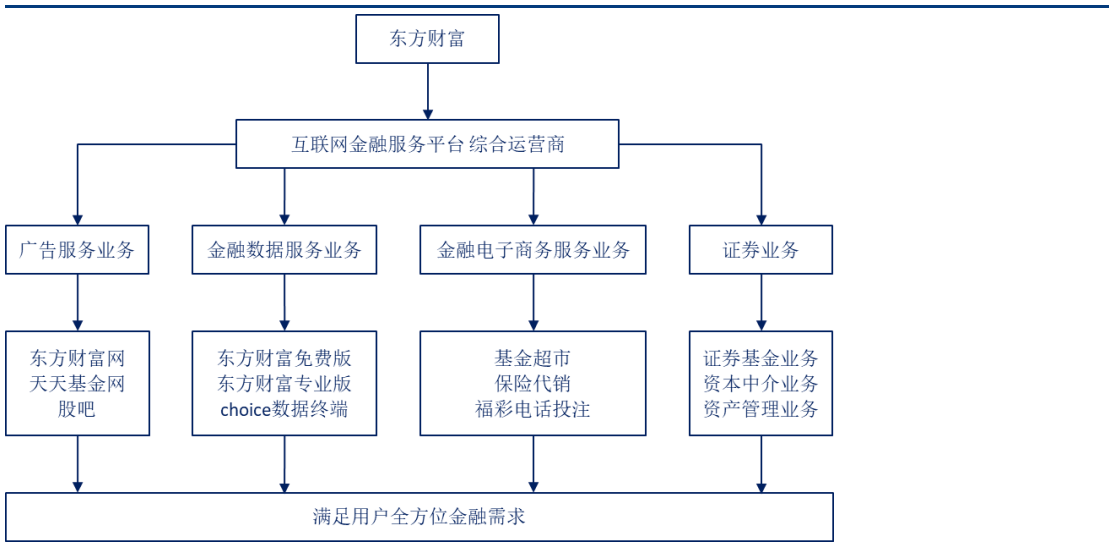 东方财富
互联网金融服务平台 综合运营商
广告服务业务
金融数据服务业务
金融电子商务服务业务
证券业务
东方财富网
天天基金网
股吧
东方财富免费版
东方财富专业版
choice数据终端
基金超市
保险代销
福彩电话投注
证券基金业务
资本中介业务
资产管理业务
满足用户全方位金融需求